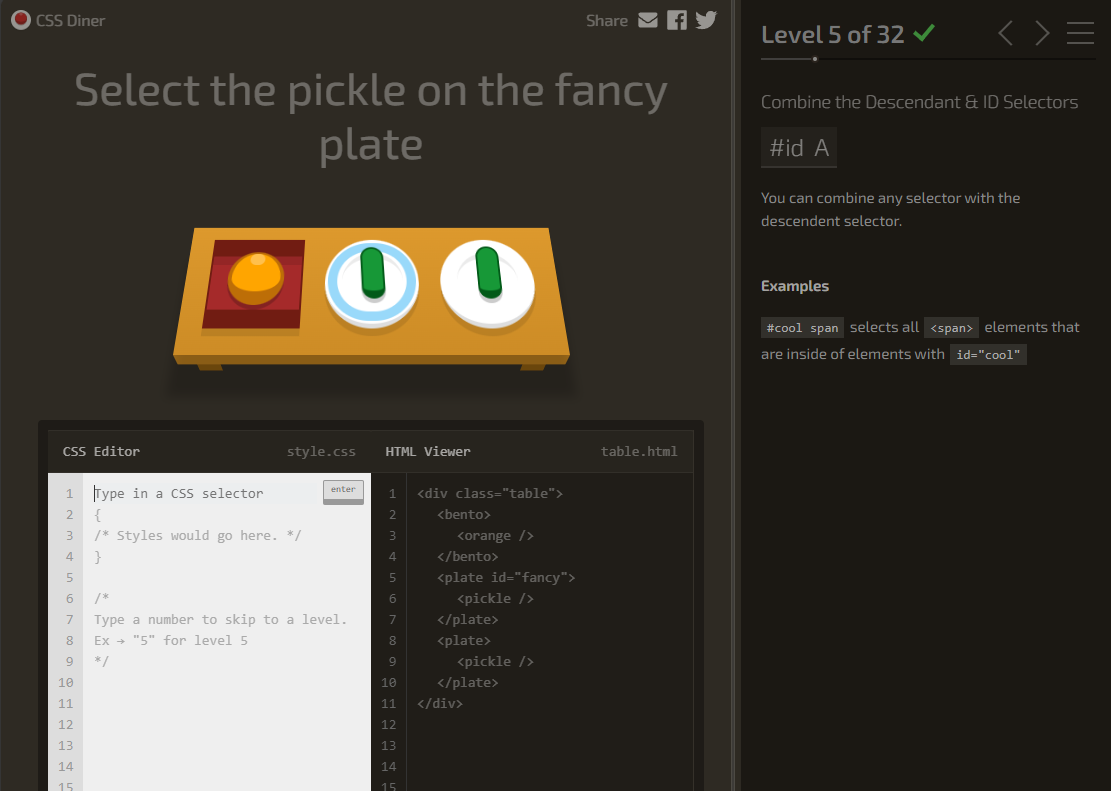 CSS Diner
Share
Select the pickle on the fancy
plate
CSS Editor style.css
HTML Viewer table.html
1 Type in a CSS selector enter
2 {
3 /* Styles would go here. */
4 }
5
6 /*
7 Type a number to skip to a level.
8 Ex → "5" for level 5
9 */
10
11
12
13
14
15
1 <div class="table">
2 <bento>
3 <orange />
4 </bento>
5 <plate id="fancy">
6 <pickle />
7 </plate>
8 <plate>
9 <pickle />
10 </plate>
11 </div>
12
13
14
15
Level 5 of 32
Combine the Descendant & ID Selectors
#id A
You can combine any selector with the
descendent selector.
Examples
#cool span selects all <span> elements that
are inside of elements with id="cool"